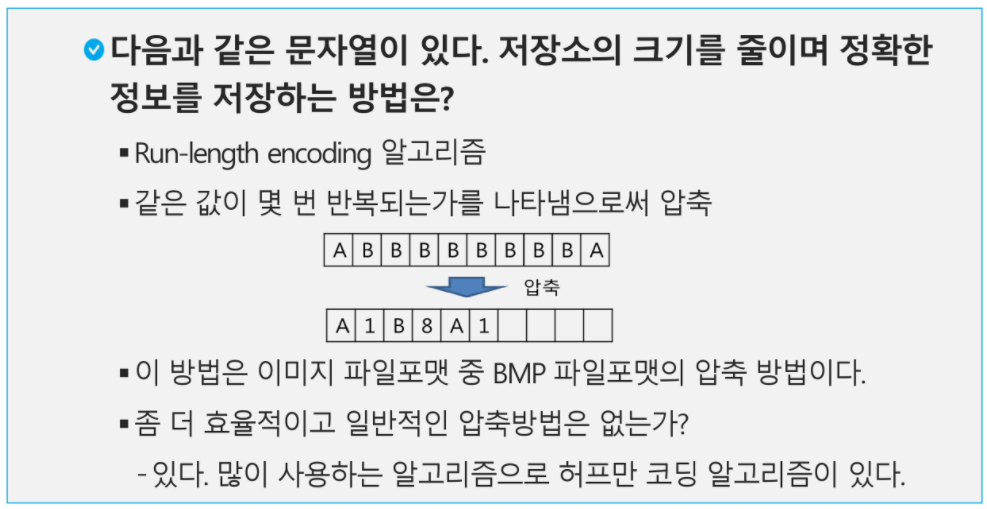 다음과 같은 문자열이 있다. 저장소의 크기를 줄이며 정확한
정보를 저장하는 방법은?
▪ Run-length encoding 알고리즘
▪ 같은 값이 몇 번 반복되는가를 나타냄으로써 압축
A B B B B B B B B A
압축
A 1 B 8 A 1
▪ 이 방법은 이미지 파일포맷 중 BMP 파일포맷의 압축 방법이다.
▪ 좀 더 효율적이고 일반적인 압축방법은 없는가?
- 있다. 많이 사용하는 알고리즘으로 허프만 코딩 알고리즘이 있다.